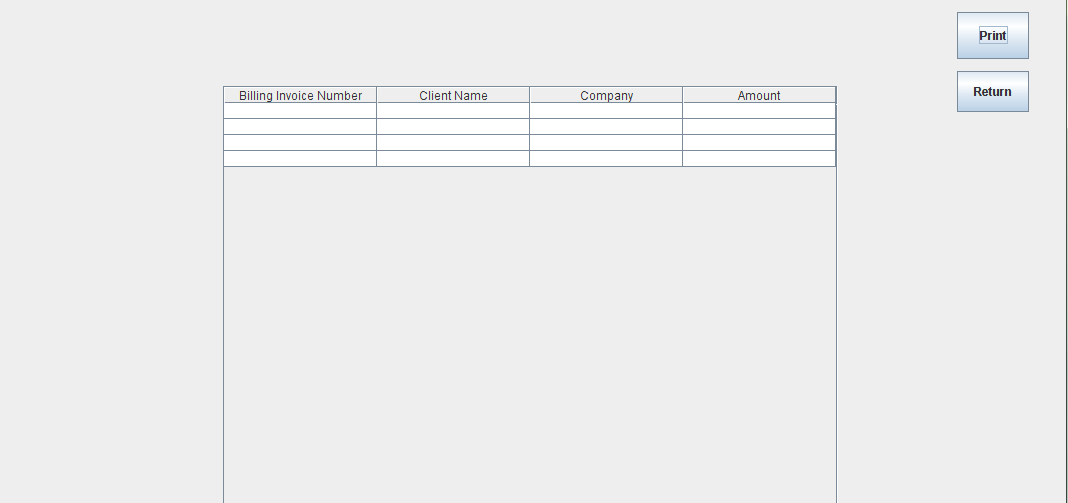 Print
Return
Billing Invoice Number Client Name Company Amount